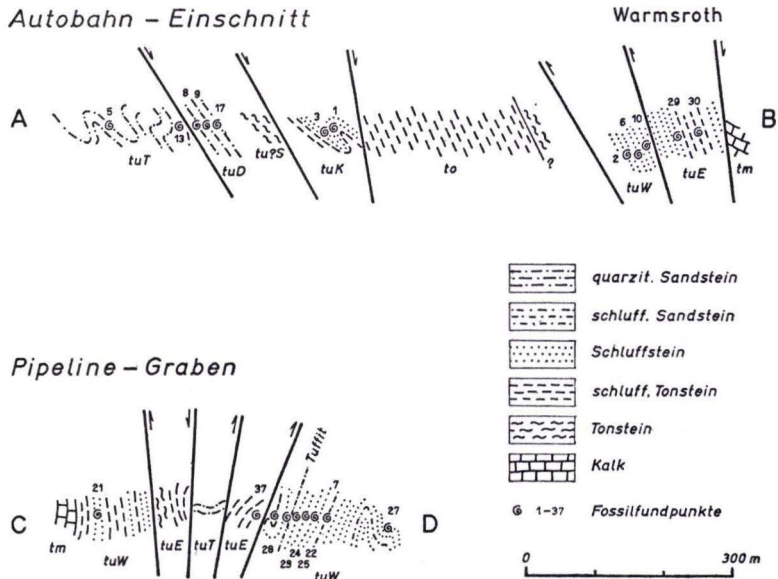 Autobahn – Einschnitt
Warmsroth
A
5
8 9 17
13
3 1
6 10
29 30
2
B
tuT
tuD
tu?S
tuK
to
?
tuW
tuE
tm
quarzit. Sandstein
schluff. Sandstein
Schluffstein
schluff. Tonstein
Tonstein
Kalk
1–37 Fossilfundpunkte
0 300 m
Pipeline – Graben
Tuffit
C
21
37
7
27
D
28 24 22
29 25
tm
tuW
tuE
tuT
tuE
tuW